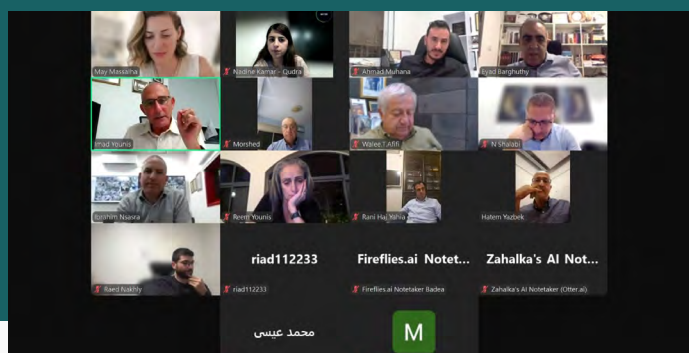 May Masalha
Nadine Kamar - Qudra
Ahmad Muhana
Eyad Barghuthy
Imad Younis
Morshed
Waleed.T.Afifi
N Shalabi
Ibrahim Nsasra
Reem Younis
Rani Haj Yahia
Hatem Yazbek
Raed Nakhly
riad112233
riad112233
Fireflies.ai Notet...
Fireflies.ai Notetaker Badea
Zahalka's AI Not...
Zahalka's AI Notetaker (Otter.ai)
محمد عيسى
M